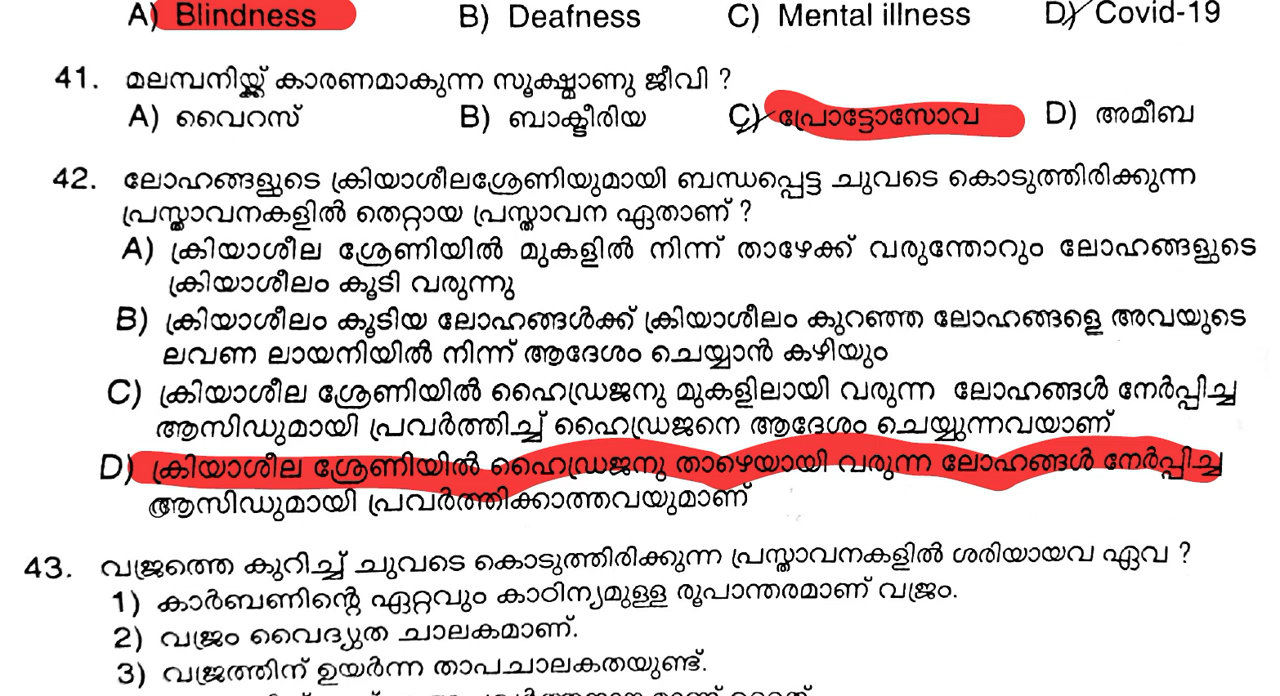 A) Blindness B) Deafness C) Mental illness D) Covid-19
41. മലമ്പനിയ്ക്ക് കാരണമാകുന്ന സൂക്ഷ്മാണു ജീവി ?
A) വൈറസ് B) ബാക്ടീരിയ C) പ്രോട്ടോസോവ D) അമീബ
42. ലോഹങ്ങളുടെ ക്രിയാശീലശ്രേണിയുമായി ബന്ധപ്പെട്ട ചുവടെ കൊടുത്തിരിക്കുന്ന
പ്രസ്താവനകളിൽ തെറ്റായ പ്രസ്താവന ഏതാണ് ?
A) ക്രിയാശീല ശ്രേണിയിൽ മുകളിൽ നിന്ന് താഴേക്ക് വരുന്തോറും ലോഹങ്ങളുടെ
ക്രിയാശീലം കൂടി വരുന്നു
B) ക്രിയാശീലം കൂടിയ ലോഹങ്ങൾക്ക് ക്രിയാശീലം കുറഞ്ഞ ലോഹങ്ങളെ അവയുടെ
ലവണ ലായനിയിൽ നിന്ന് ആദേശം ചെയ്യാൻ കഴിയും
C) ക്രിയാശീല ശ്രേണിയിൽ ഹൈഡ്രജനു മുകളിലായി വരുന്ന ലോഹങ്ങൾ നേർപ്പിച്ച
ആസിഡുമായി പ്രവർത്തിച്ച് ഹൈഡ്രജനെ ആദേശം ചെയ്യുന്നവയാണ്
D) ക്രിയാശീല ശ്രേണിയിൽ ഹൈഡ്രജനു താഴെയായി വരുന്ന ലോഹങ്ങൾ നേർപ്പിച്ച
ആസിഡുമായി പ്രവർത്തിക്കാത്തവയുമാണ്
43. വജ്രത്തെ കുറിച്ച് ചുവടെ കൊടുത്തിരിക്കുന്ന പ്രസ്താവനകളിൽ ശരിയായവ ഏവ ?
1) കാർബണിന്റെ ഏറ്റവും കാഠിന്യമുള്ള രൂപാന്തരമാണ് വജ്രം.
2) വജ്രം വൈദ്യുത ചാലകമാണ്.
3) വജ്രത്തിന് ഉയർന്ന താപചാലകതയുണ്ട്.